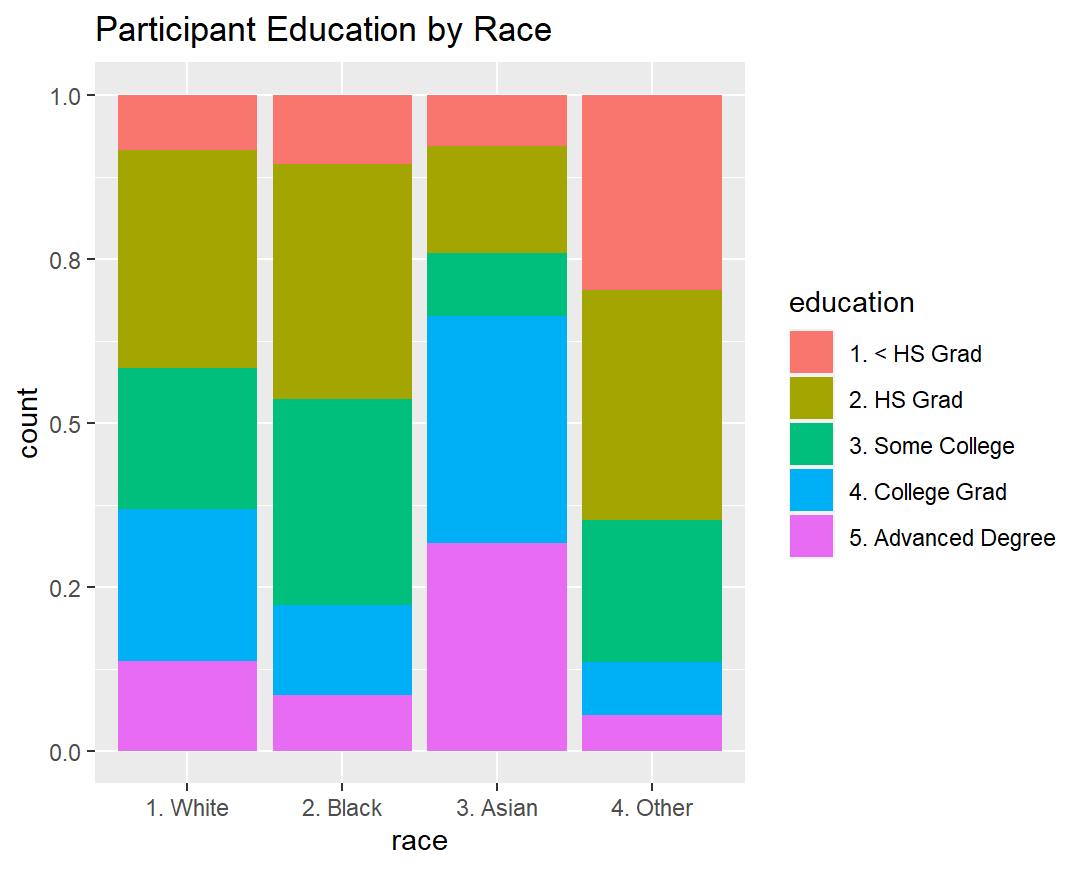 Participant Education by Race
count
1.0
0.8
0.5
0.2
0.0
1. White
2. Black
3. Asian
4. Other
race
education
1. < HS Grad
2. HS Grad
3. Some College
4. College Grad
5. Advanced Degree